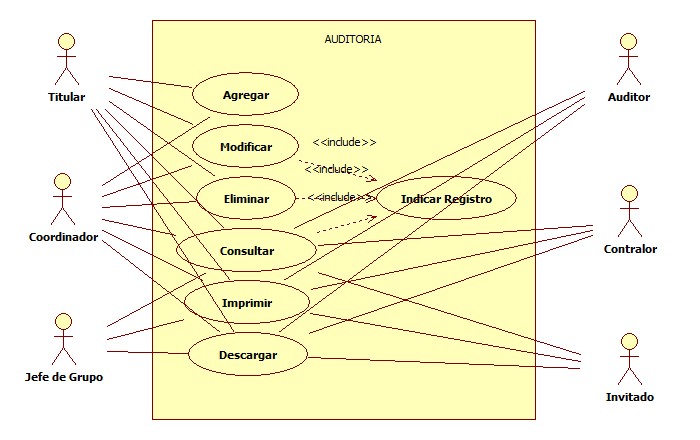 AUDITORIA
Titular
Auditor
Agregar
Modificar
<<include>>
<<include>>
Eliminar
<<include>>
Indicar Registro
Coordinador
Contralor
Consultar
Imprimir
Descargar
Jefe de Grupo
Invitado